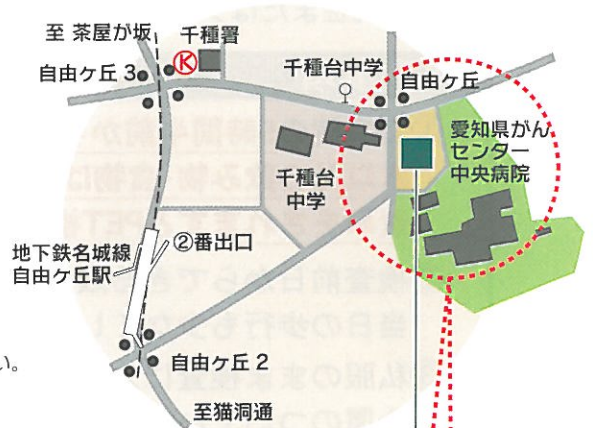 至 茶屋が坂
千種署
Ⓚ
自由ケ丘 3
千種台中学
自由ケ丘
愛知県がん
センター
中央病院
千種台
中学
②番出口
地下鉄名城線
自由ケ丘駅
自由ケ丘 2
い。
至猫洞通